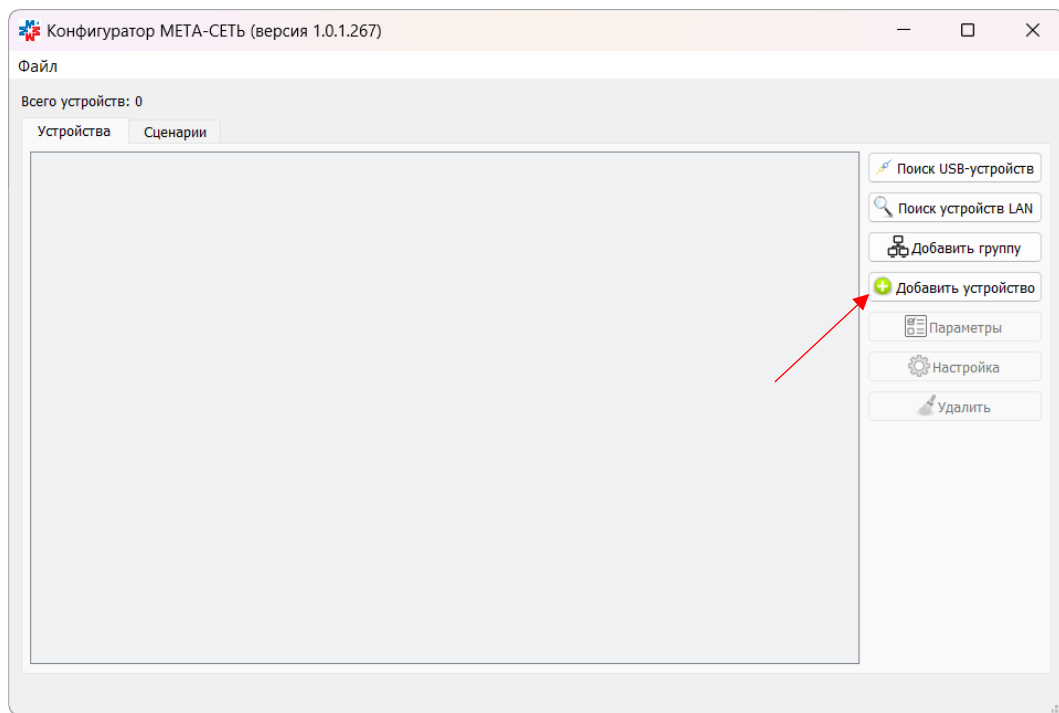 Конфигуратор МЕТА-СЕТЬ (версия 1.0.1.267)
Файл
Всего устройств: 0
Устройства Сценарии
Поиск USB-устройств
Поиск устройств LAN
Добавить группу
Добавить устройство
Параметры
Настройка
Удалить